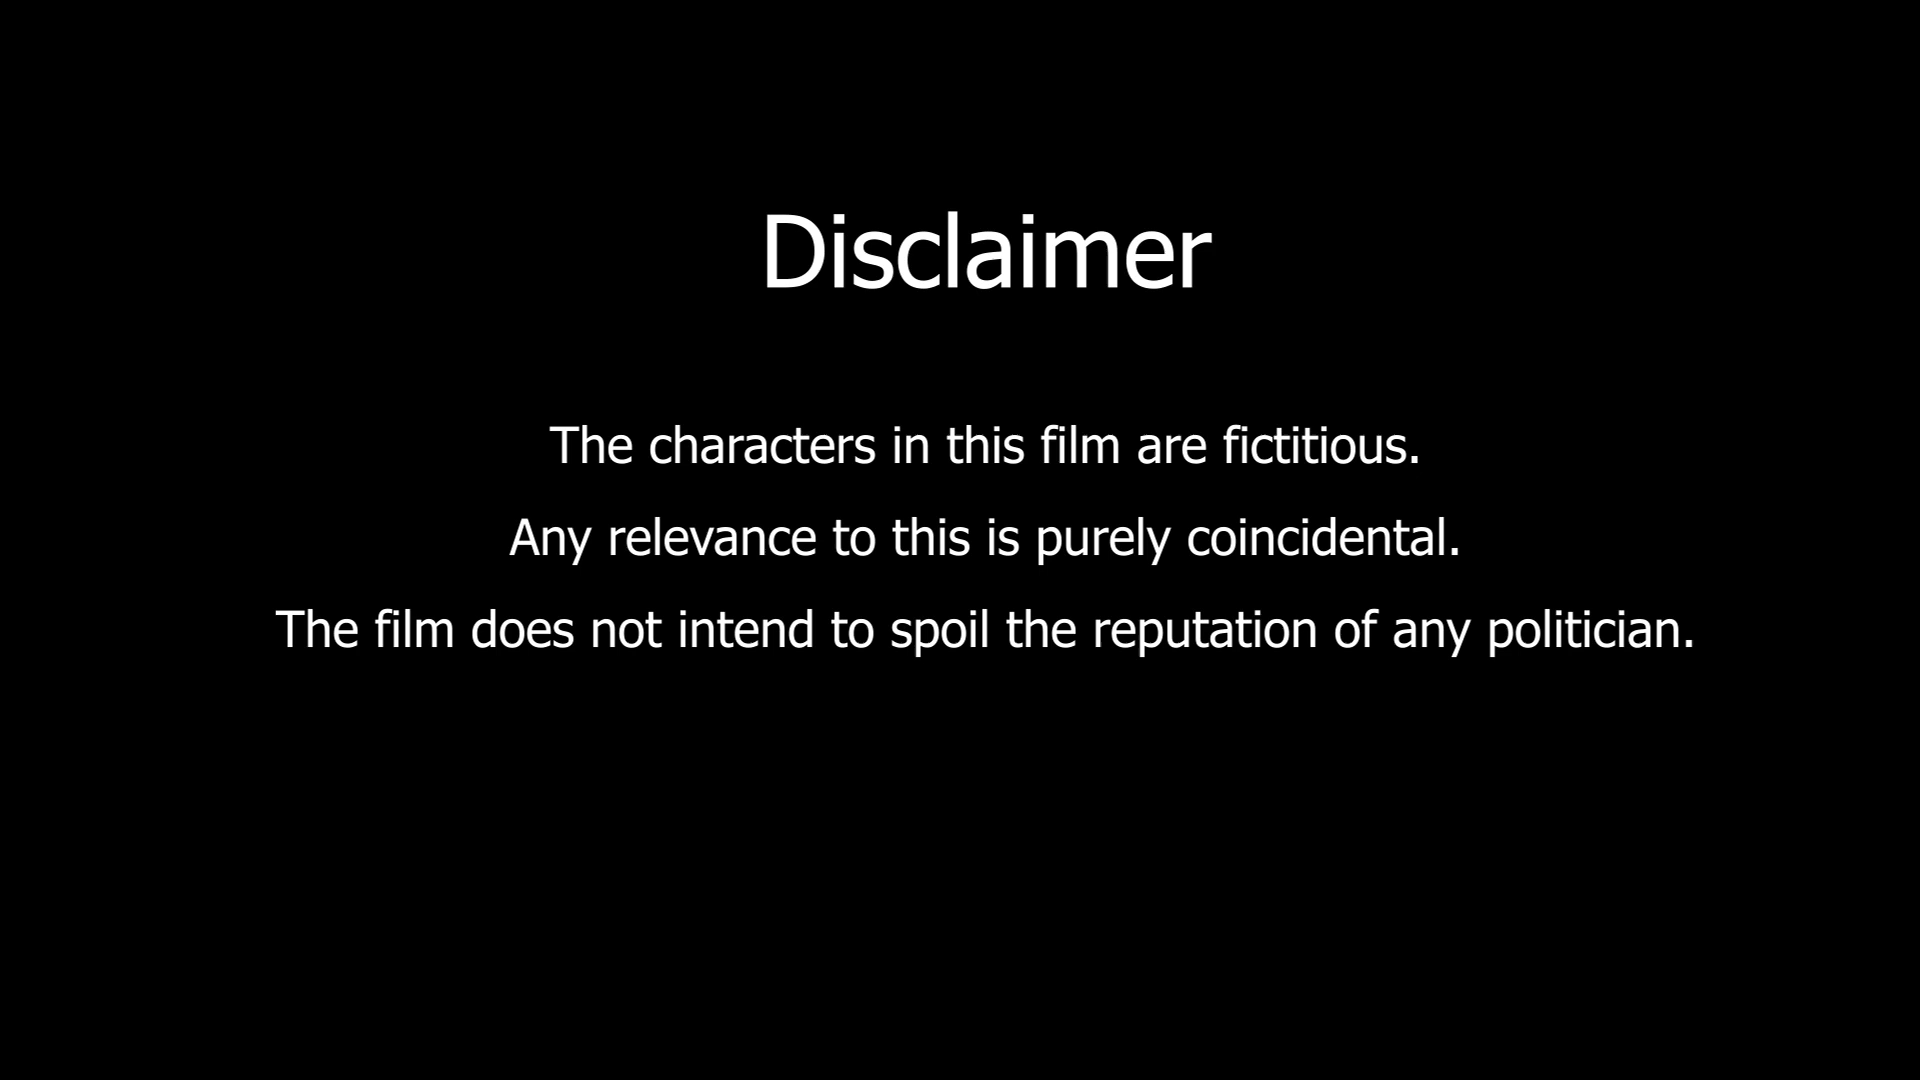 Disclaimer
The characters in this film are fictitious.
Any relevance to this is purely coincidental.
The film does not intend to spoil the reputation of any politician.